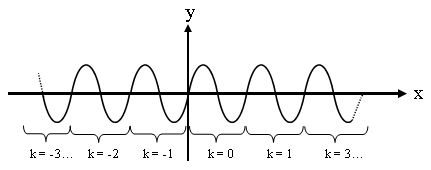 y
x
k = -3... k = -2 k = -1 k = 0 k = 1 k = 3...